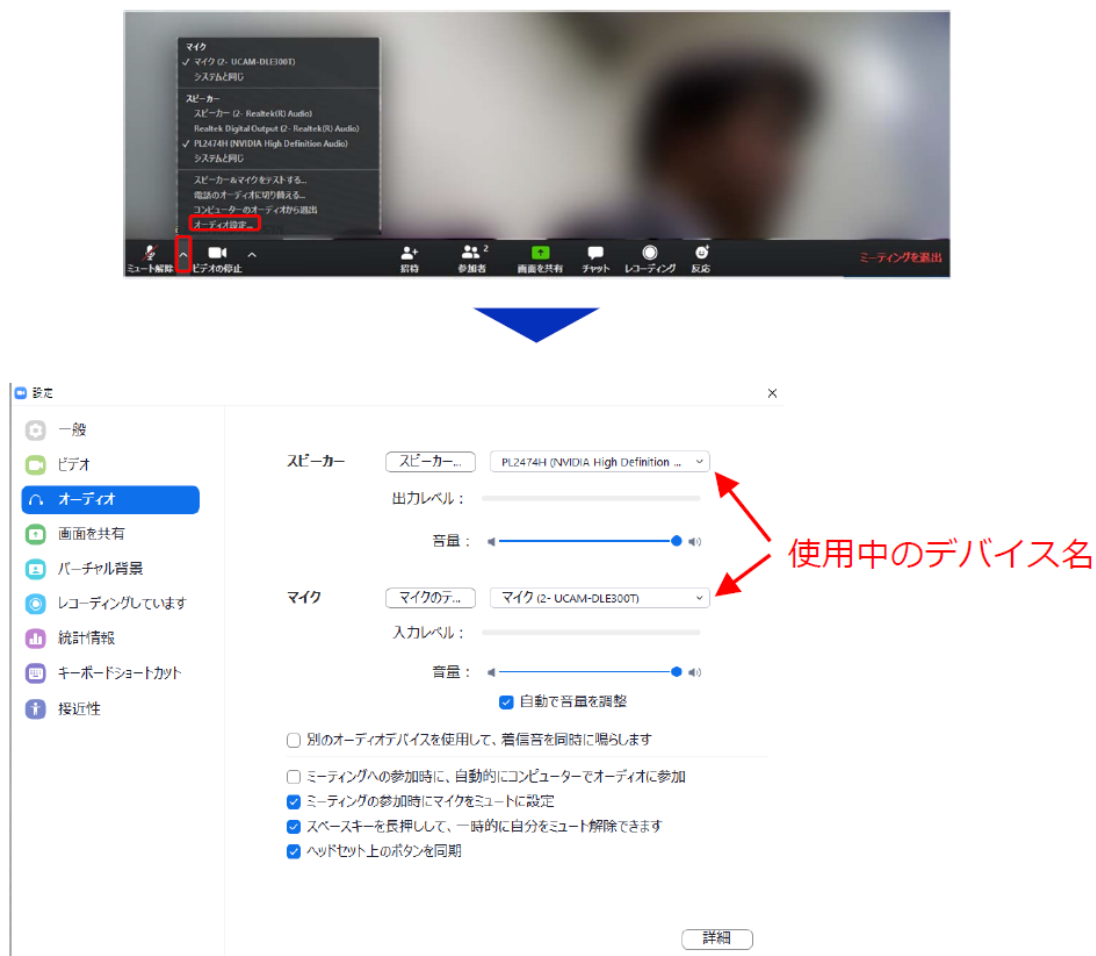 マイク
✓ マイク (2- UCAM-DLE300T)
システムと同じ
スピーカー
スピーカー (2- Realtek(R) Audio)
Realtek Digital Output (2- Realtek(R) Audio)
✓ PL2474H (NVIDIA High Definition Audio)
システムと同じ
スピーカー&マイクをテストする...
電話のオーディオに切り替える...
コンピューターのオーディオから退出
オーディオ設定...
ミュート解除 ビデオの停止 招待 参加者 2 画面を共有 チャット レコーディング 反応 ミーティングを退出
設定
一般
ビデオ
オーディオ
画面を共有
バーチャル背景
レコーディングしています
統計情報
キーボードショートカット
接近性
スピーカー スピーカー... PL2474H (NVIDIA High Definition ...
出力レベル:
音量:
使用中のデバイス名
マイク マイクのテ... マイク (2- UCAM-DLE300T)
入力レベル:
音量:
自動で音量を調整
別のオーディオデバイスを使用して、着信音を同時に鳴らします
ミーティングへの参加時に、自動的にコンピューターでオーディオに参加
ミーティングの参加時にマイクをミュートに設定
スペースキーを長押しして、一時的に自分をミュート解除できます
ヘッドセット上のボタンを同期
詳細